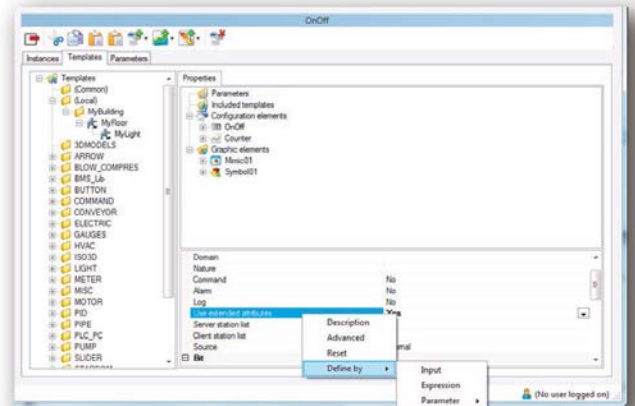 OnOff
Instances Templates Parameters
Templates
(Common)
(Local)
MyBuilding
MyFloor
MyLight
3DMODELS
ARROW
BLOW_COMPRES
BMS_Lib
BUTTON
COMMAND
CONVEYOR
ELECTRIC
GAUGES
HVAC
ISO3D
LIGHT
METER
MISC
MOTOR
PID
PIPE
PLC_PC
PUMP
SLIDER
Properties
Parameters
Included templates
Configuration elements
OnOff
Counter
Graphic elements
Mimic01
Symbol01
Domain
Nature
Command No
Alarm No
Log No
Use extended attributes Yes
Server station list
Client station list
Source
Bit
Description
Advanced
Reset
Define by
Input
Expression
Parameter
(No user logged on)